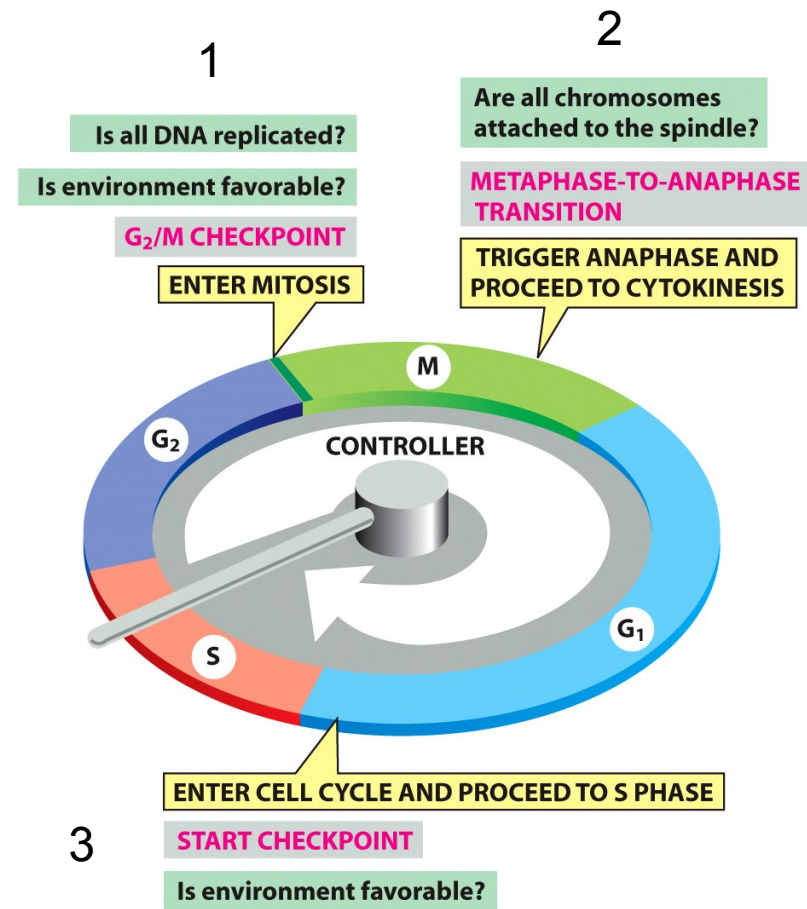 1
Is all DNA replicated?
Is environment favorable?
G₂/M CHECKPOINT
ENTER MITOSIS
2
Are all chromosomes
attached to the spindle?
METAPHASE-TO-ANAPHASE
TRANSITION
TRIGGER ANAPHASE AND
PROCEED TO CYTOKINESIS
M
G₂
CONTROLLER
G₁
S
ENTER CELL CYCLE AND PROCEED TO S PHASE
3
START CHECKPOINT
Is environment favorable?